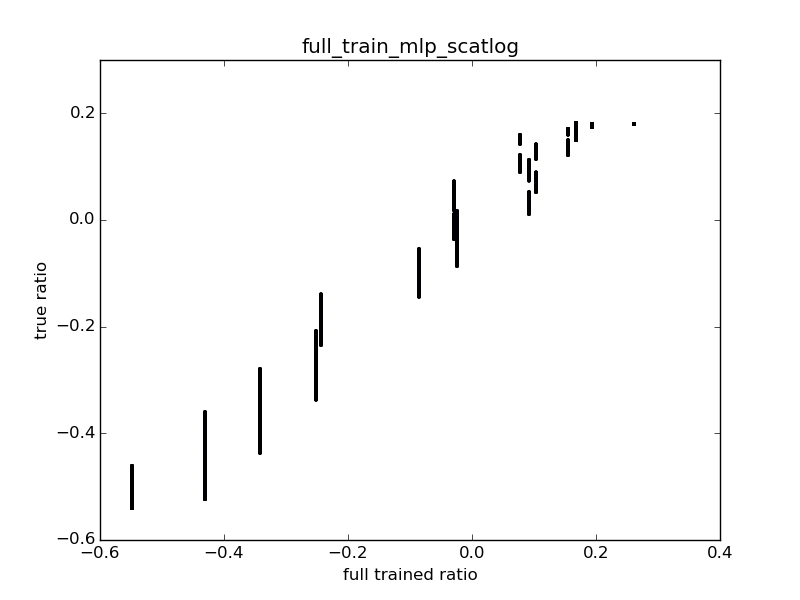 full_train_mlp_scatlog
0.2
0.0
−0.2
−0.4
−0.6
true ratio
−0.6 −0.4 −0.2 0.0 0.2 0.4
full trained ratio